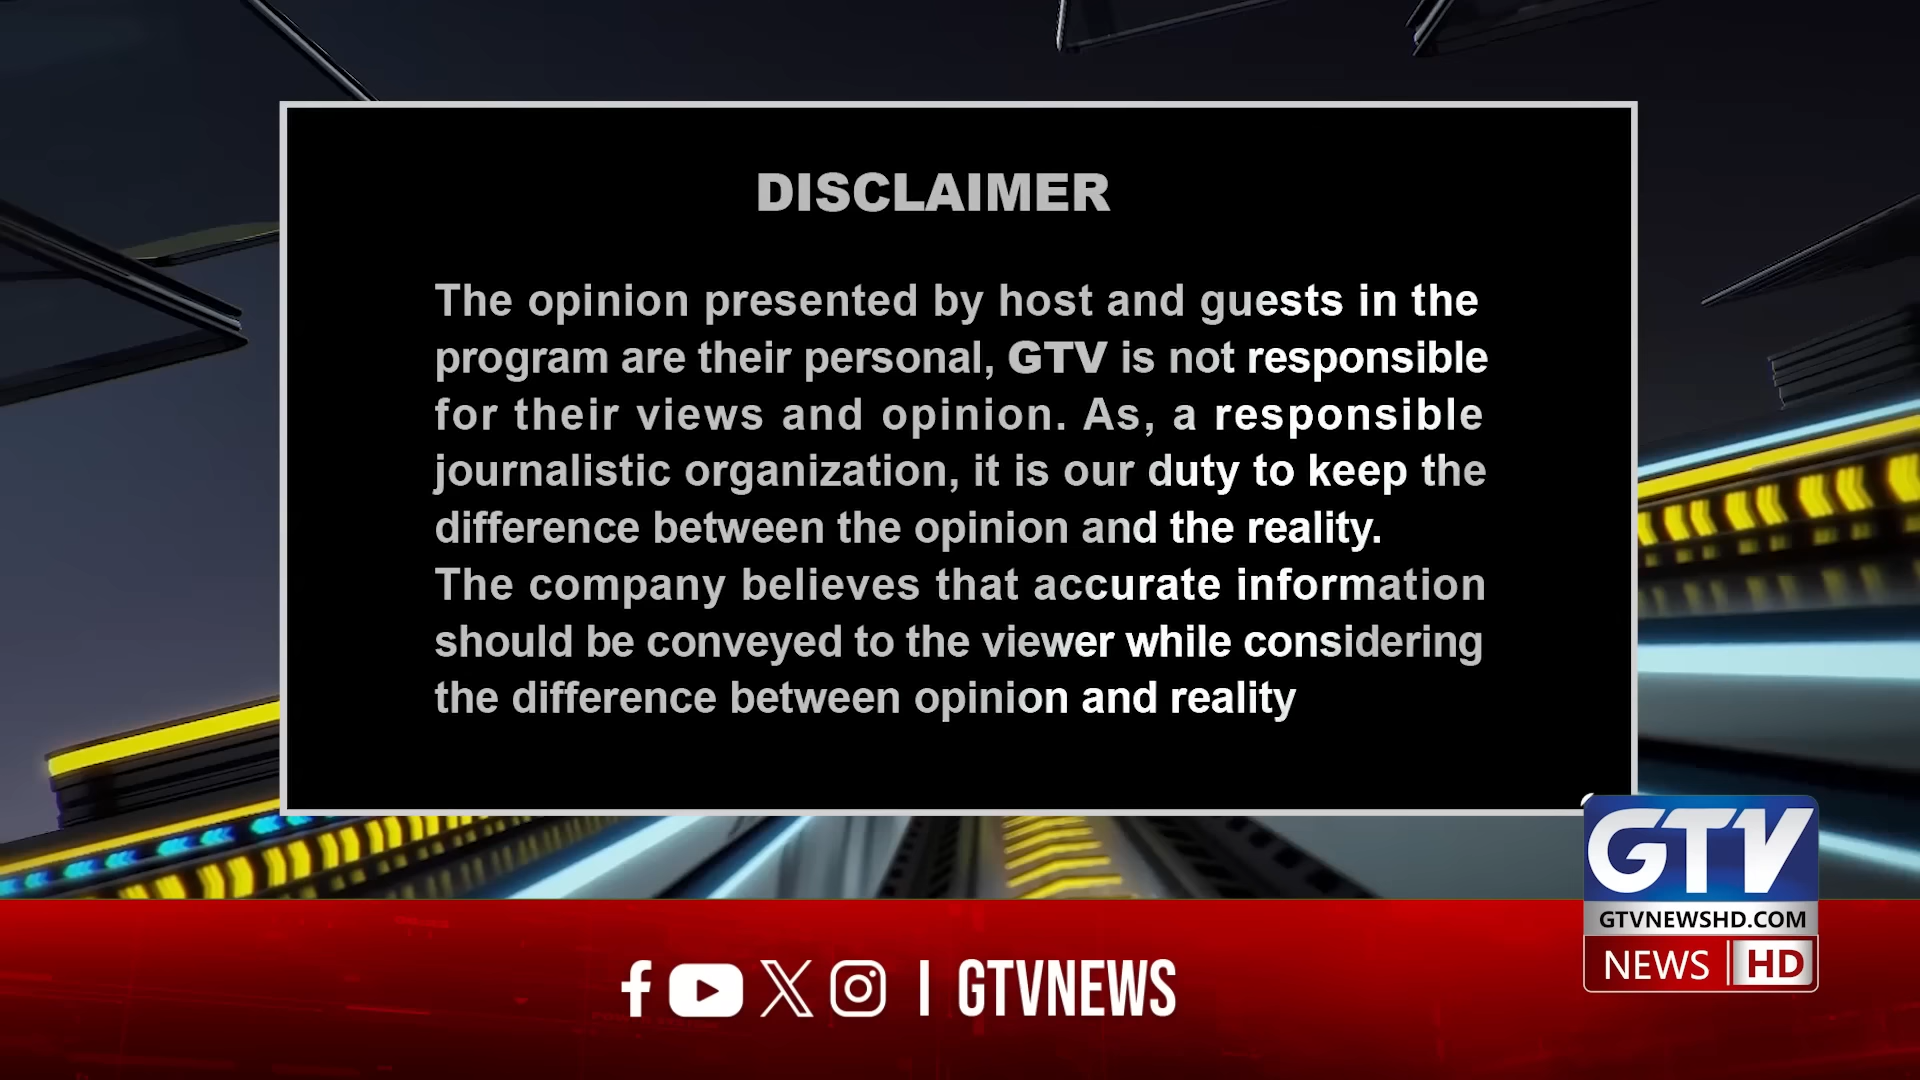 DISCLAIMER
The opinion presented by host and guests in the
program are their personal, GTV is not responsible
for their views and opinion. As, a responsible
journalistic organization, it is our duty to keep the
difference between the opinion and the reality.
The company believes that accurate information
should be conveyed to the viewer while considering
the difference between opinion and reality
GTV
GTVNEWSHD.COM
NEWS HD
GTVNEWS